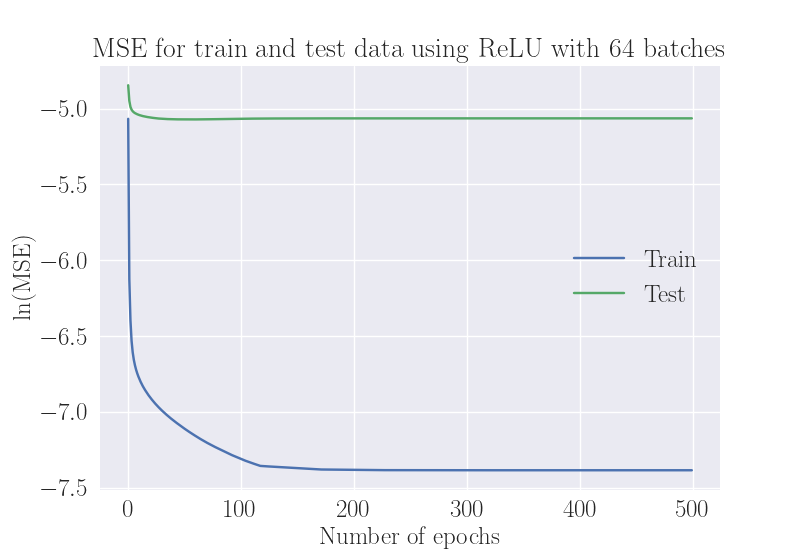 MSE for train and test data using ReLU with 64 batches
−5.0
−5.5
−6.0
−6.5
−7.0
−7.5
ln(MSE)
Train
Test
0 100 200 300 400 500
Number of epochs